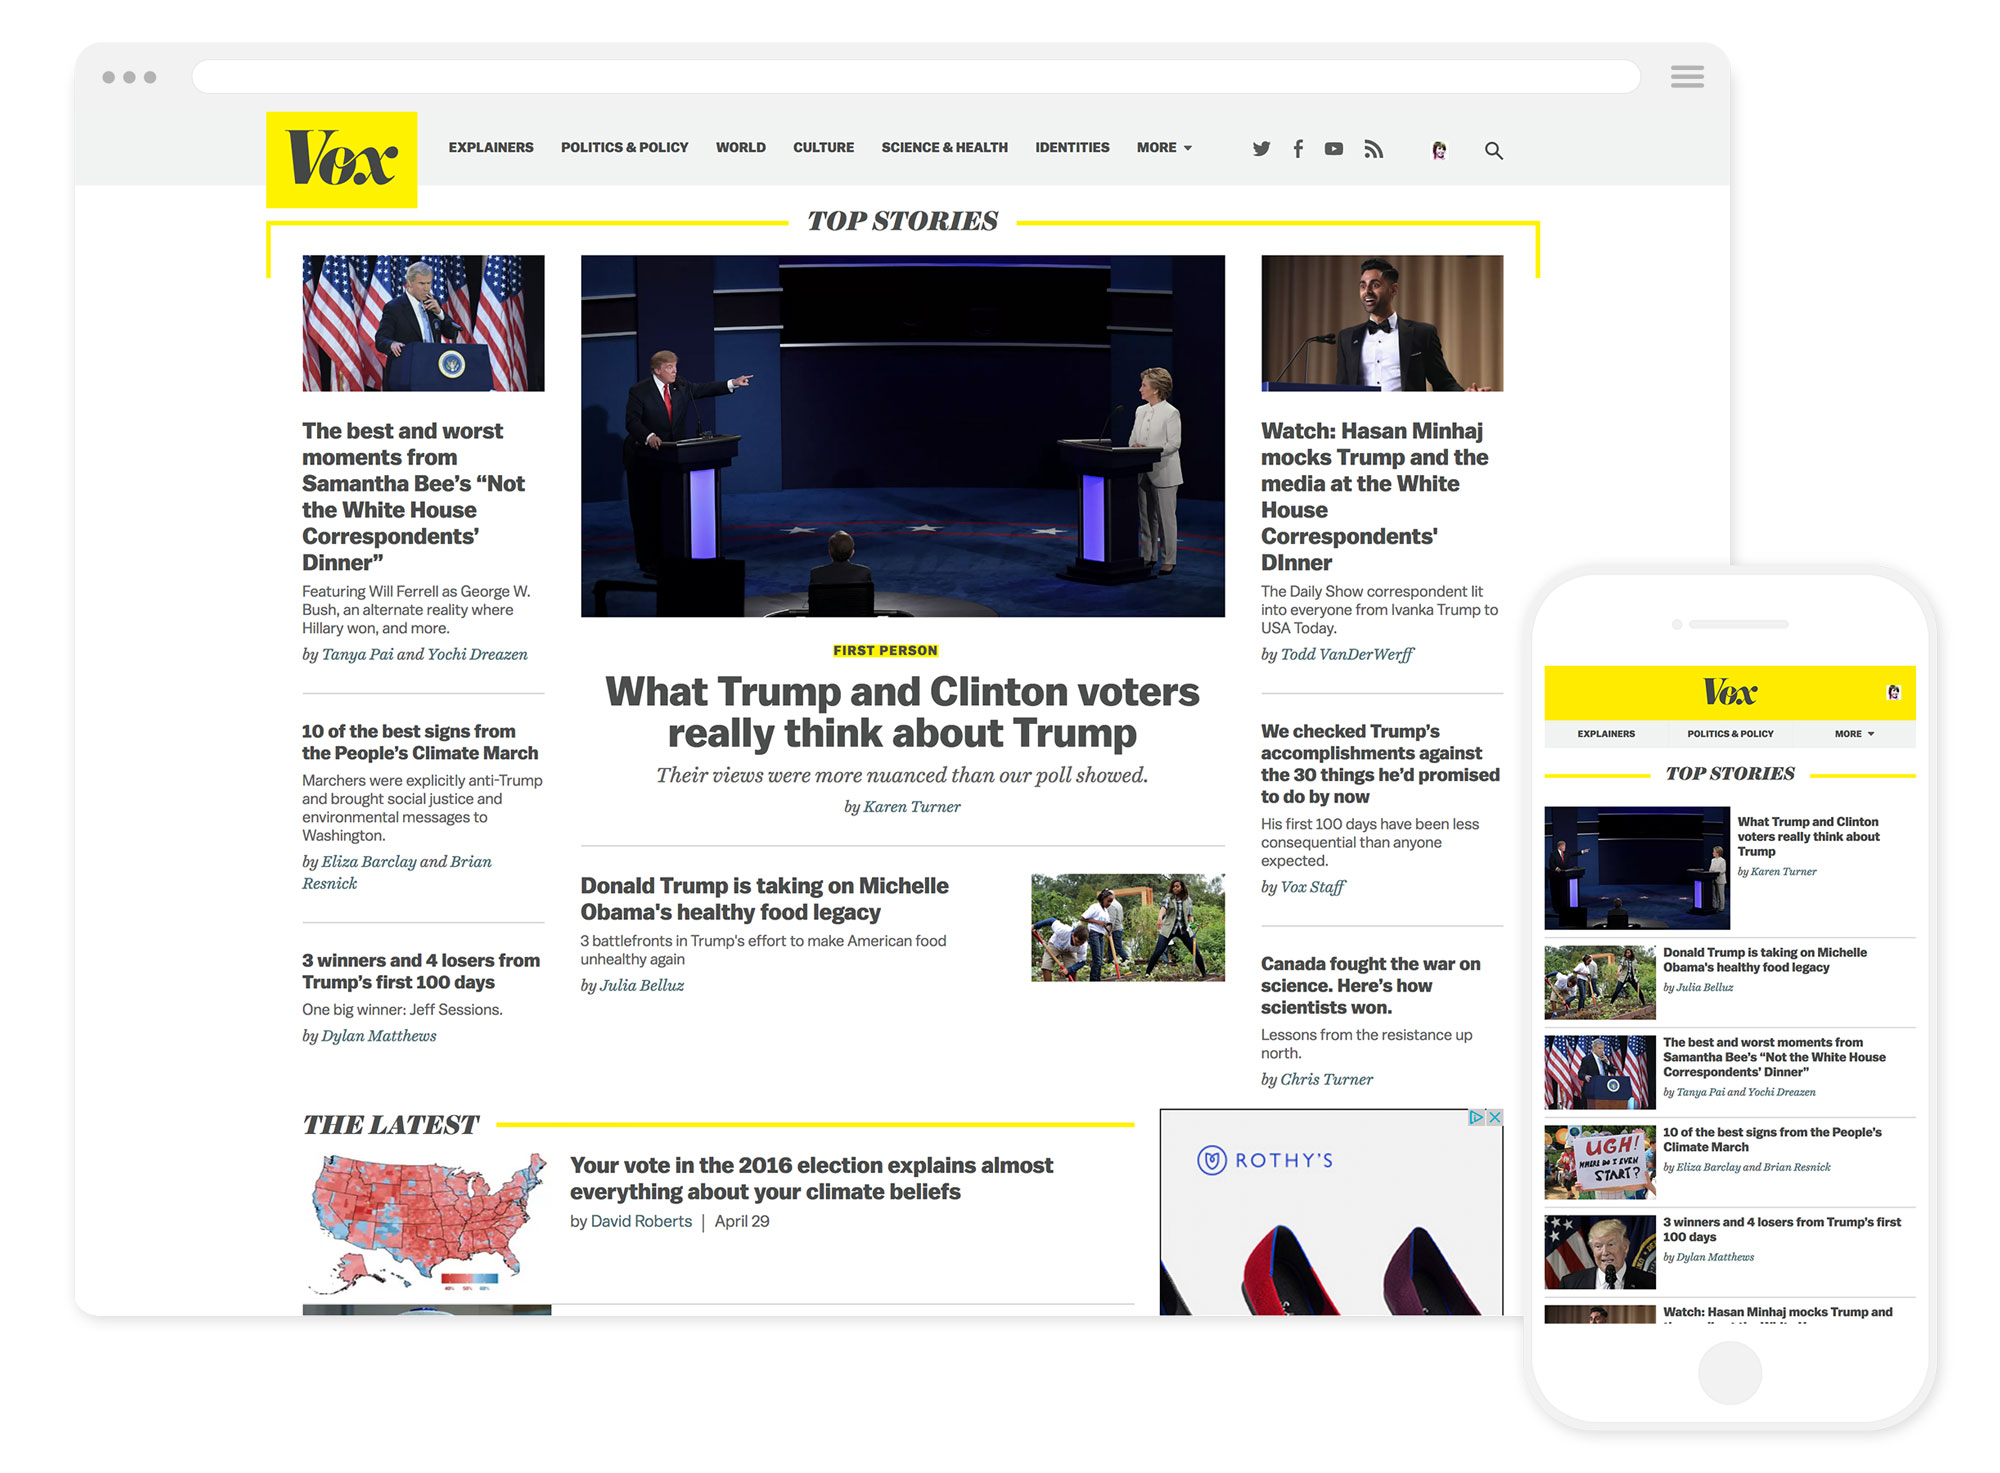 Vox
EXPLAINERS
POLITICS & POLICY
WORLD
CULTURE
SCIENCE & HEALTH
IDENTITIES
MORE
TOP STORIES
The best and worst
moments from
Samantha Bee’s “Not
the White House
Correspondents’
Dinner”
Featuring Will Ferrell as George W.
Bush, an alternate reality where
Hillary won, and more.
by Tanya Pai and Yochi Dreazen
10 of the best signs from
the People’s Climate March
Marchers were explicitly anti-Trump
and brought social justice and
environmental messages to
Washington.
by Eliza Barclay and Brian
Resnick
3 winners and 4 losers from
Trump’s first 100 days
One big winner: Jeff Sessions.
by Dylan Matthews
FIRST PERSON
What Trump and Clinton voters
really think about Trump
Their views were more nuanced than our poll showed.
by Karen Turner
Donald Trump is taking on Michelle
Obama's healthy food legacy
3 battlefronts in Trump's effort to make American food
unhealthy again
by Julia Belluz
Watch: Hasan Minhaj
mocks Trump and the
media at the White
House
Correspondents'
DInner
The Daily Show correspondent lit
into everyone from Ivanka Trump to
USA Today.
by Todd VanDerWerff
We checked Trump’s
accomplishments against
the 30 things he’d promised
to do by now
His first 100 days have been less
consequential than anyone
expected.
by Vox Staff
Canada fought the war on
science. Here’s how
scientists won.
Lessons from the resistance up
north.
by Chris Turner
THE LATEST
Your vote in the 2016 election explains almost
everything about your climate beliefs
by David Roberts | April 29
40% 50% 60%
ROTHY'S
Vox
EXPLAINERS
POLITICS & POLICY
MORE
TOP STORIES
What Trump and Clinton
voters really think about
Trump
by Karen Turner
Donald Trump is taking on Michelle
Obama's healthy food legacy
by Julia Belluz
The best and worst moments from
Samantha Bee’s “Not the White House
Correspondents’ Dinner”
by Tanya Pai and Yochi Dreazen
UGH!
WHERE DO I EVEN
START?
10 of the best signs from the People’s
Climate March
by Eliza Barclay and Brian Resnick
3 winners and 4 losers from Trump’s first
100 days
by Dylan Matthews
Watch: Hasan Minhaj mocks Trump and